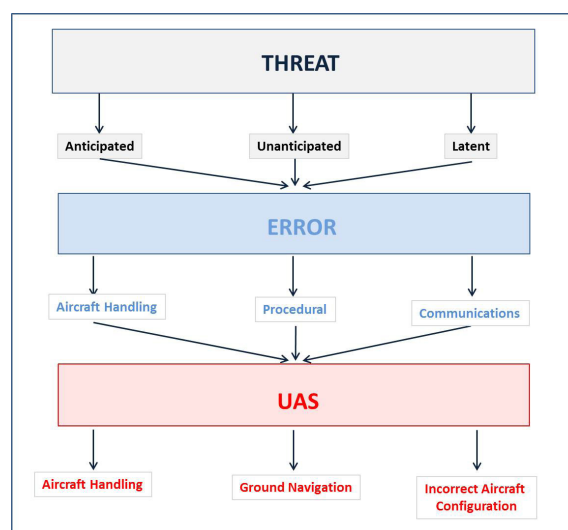 THREAT
Anticipated
Unanticipated
Latent
ERROR
Aircraft Handling
Procedural
Communications
UAS
Aircraft Handling
Ground Navigation
Incorrect Aircraft
Configuration